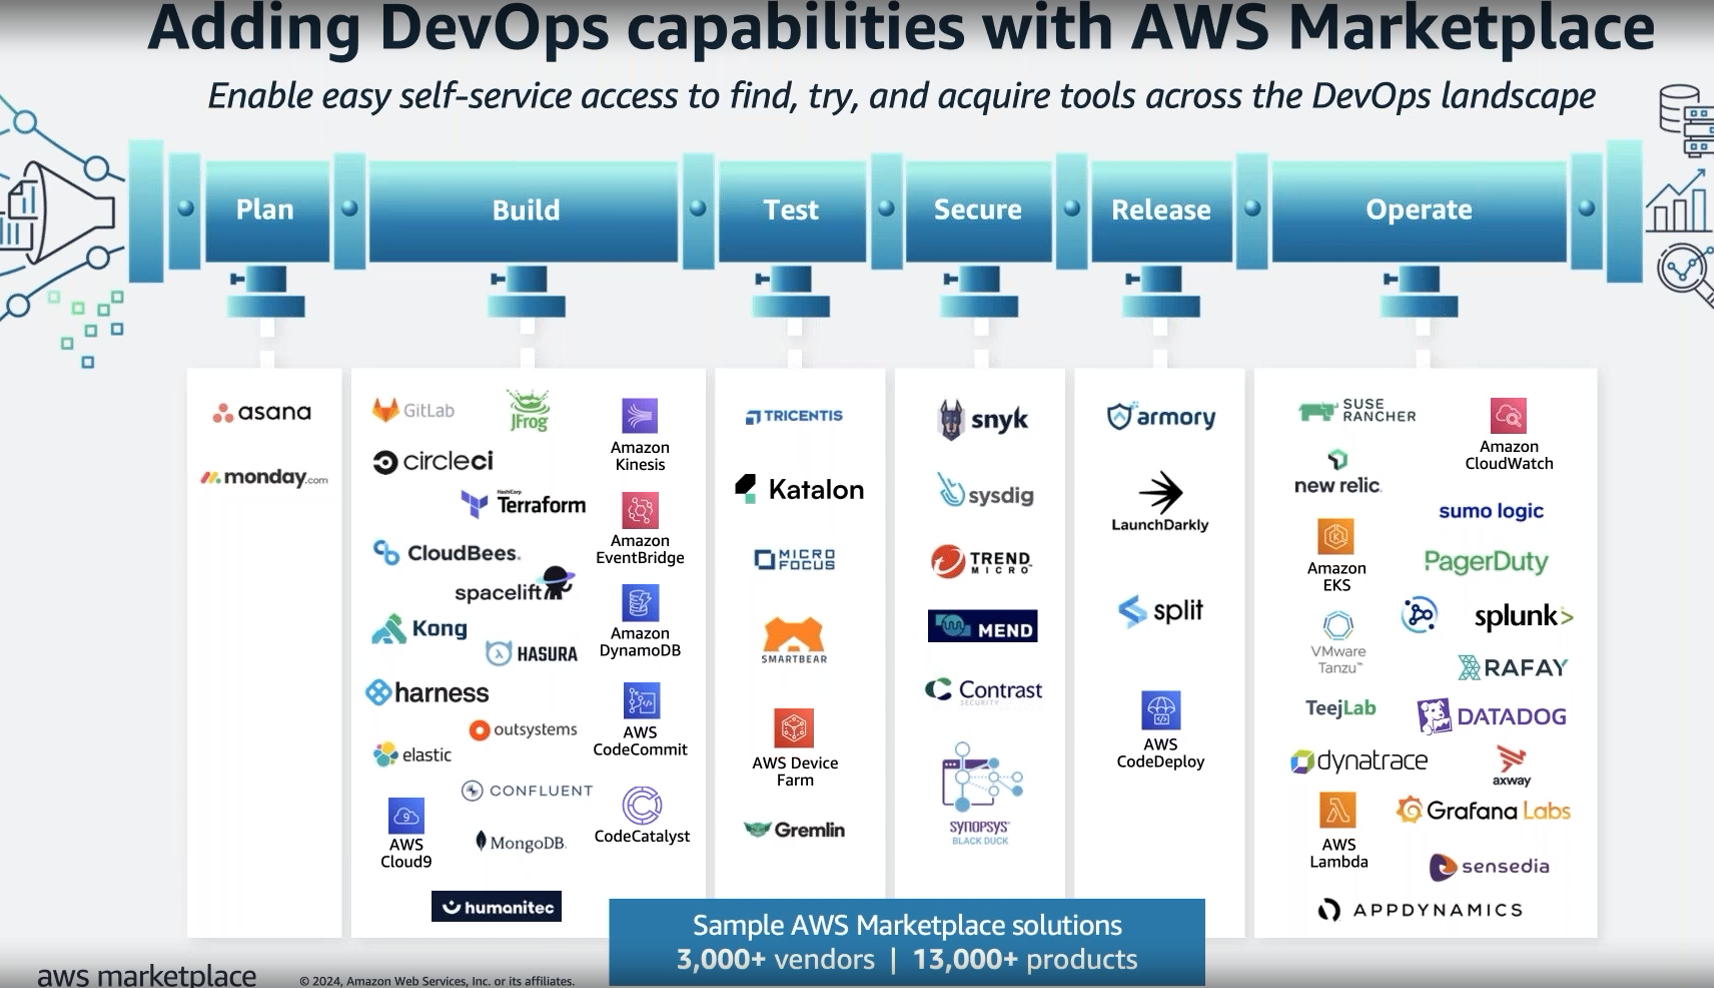 Adding DevOps capabilities with AWS Marketplace
Enable easy self-service access to find, try, and acquire tools across the DevOps landscape
Plan
Build
Test
Secure
Release
Operate
asana
monday.com
GitLab
JFrog
Amazon
Kinesis
circleci
HashiCorp
Terraform
Amazon
EventBridge
CloudBees.
spacelift
Amazon
DynamoDB
Kong
HASURA
harness
AWS
CodeCommit
outsystems
elastic
CONFLUENT
CodeCatalyst
9
AWS
Cloud9
MongoDB.
humanitec
TRICENTIS
Katalon
MICRO
FOCUS
SMARTBEAR
AWS Device
Farm
Gremlin
snyk
sysdig
TREND
MICRO™
MEND
Contrast
SECURITY
SYNOPSYS®
BLACK DUCK
armory
LaunchDarkly
split
AWS
CodeDeploy
SUSE
RANCHER
Amazon
CloudWatch
new relic.
sumo logic
Amazon
EKS
PagerDuty
splunk>
VMware
Tanzu™
RAFAY
TeejLab
DATADOG
dynatrace
axway
AWS
Lambda
Grafana Labs
sensedia
APPDYNAMICS
Sample AWS Marketplace solutions
3,000+ vendors | 13,000+ products
aws marketplace
© 2024, Amazon Web Services, Inc. or its affiliates.